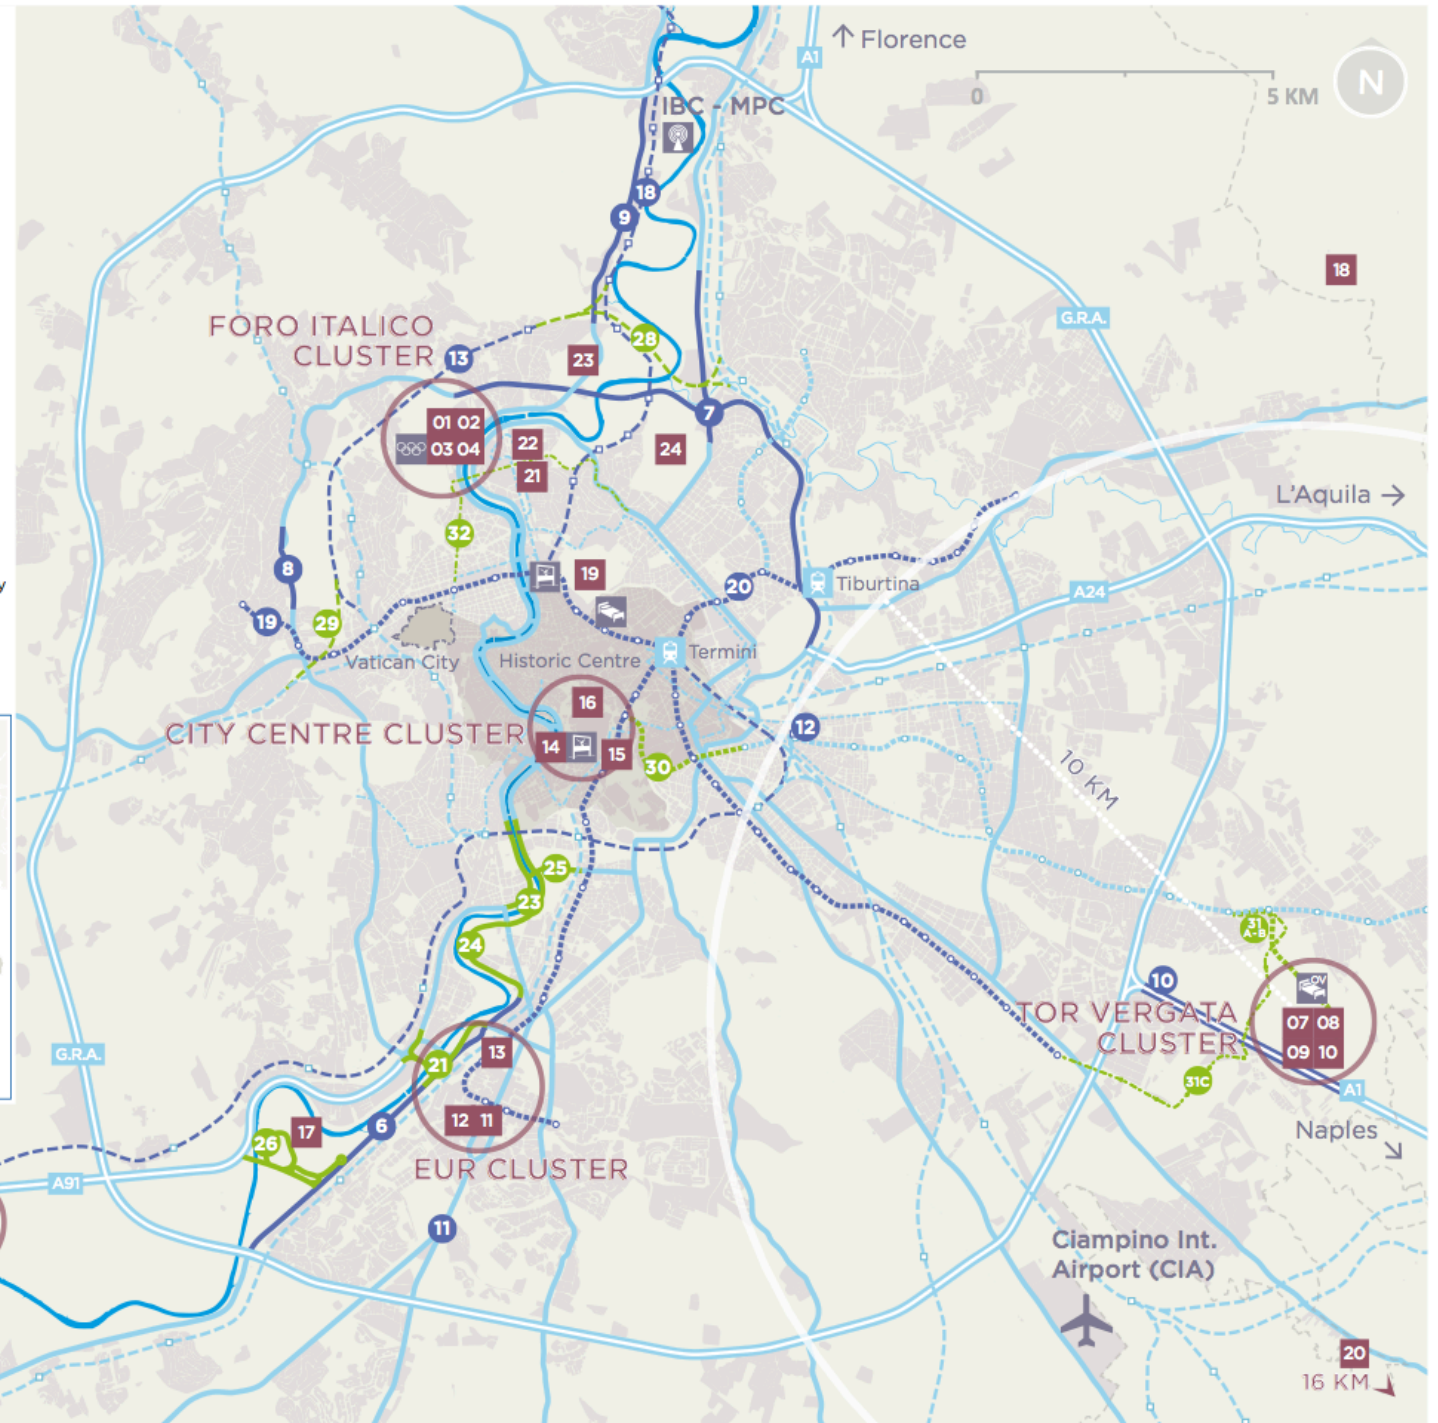 Florence
A1
N
0
5 KM
IBC - MPC
18
9
18
FORO ITALICO
CLUSTER
G.R.A.
13
28
23
7
01 02
03 04
22
24
21
L'Aquila
32
8
19
20
Tiburtina
A24
y
19
29
Vatican City
Historic Centre
Termini
16
CITY CENTRE CLUSTER
14
15
12
30
10 KM
25
23
24
31
A-B
10
OV
TOR VERGATA
CLUSTER
07 08
09 10
G.R.A.
13
21
31C
A1
12 11
17
6
26
Naples
EUR CLUSTER
A91
11
Ciampino Int.
Airport (CIA)
20
16 KM